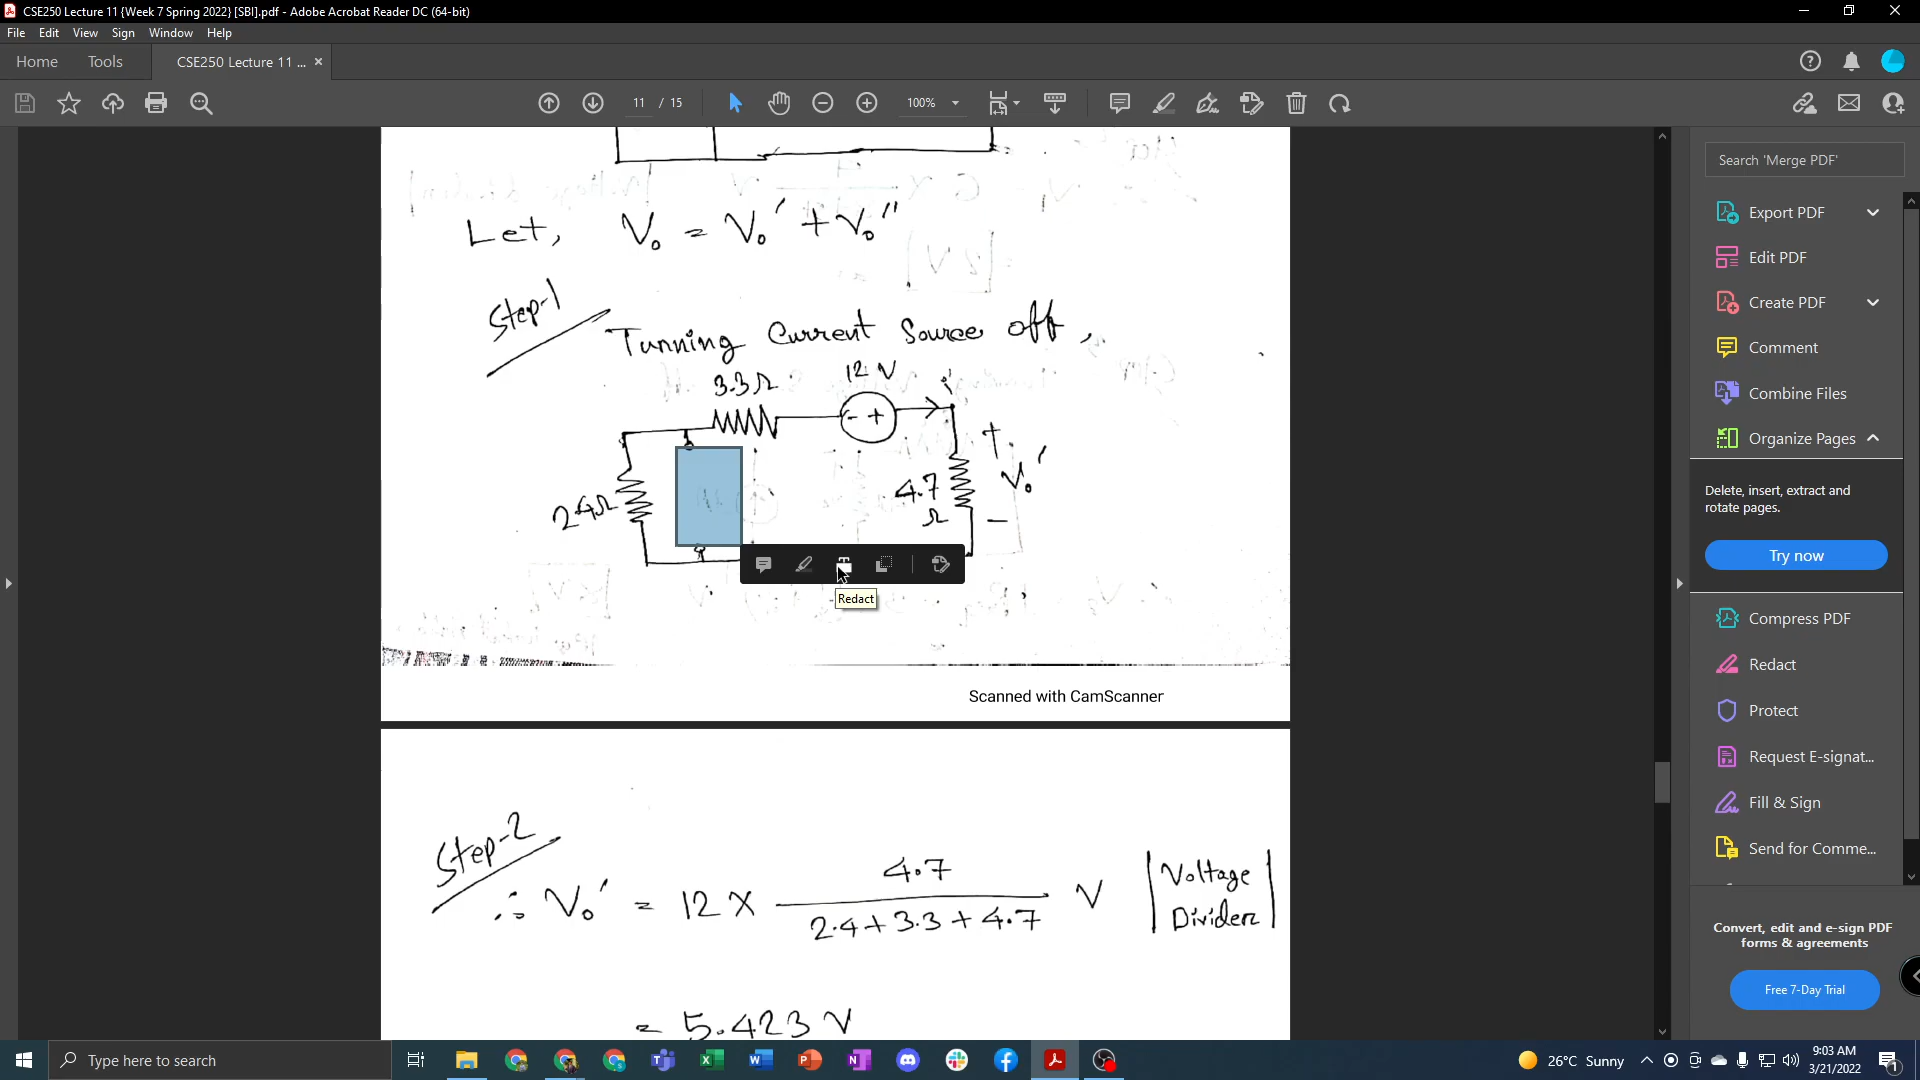 CSE250 Lecture 11 {Week 7 Spring 2022} [SBI].pdf - Adobe Acrobat Reader DC (64-bit)
File Edit View Sign Window Help
Home Tools CSE250 Lecture 11 ... ×
11 / 15 100%
Search 'Merge PDF'
Export PDF
Edit PDF
Create PDF
Comment
Combine Files
Organize Pages
Delete, insert, extract and
rotate pages.
Try now
Compress PDF
Redact
Protect
Request E-signat...
Fill & Sign
Send for Comme...
Convert, edit and e-sign PDF
forms & agreements
Free 7-Day Trial
Let, V₀ = V₀' + V₀''
Step-1
Turning Current Source off,
3.3Ω 12 V i'
- +
+
2.4Ω 4.7 Ω V₀'
-
Redact
Scanned with CamScanner
Step-2
∴ V₀' = 12 X 4.7 / 2.4 + 3.3 + 4.7 V | Voltage Divider |
= 5.423 V
Type here to search
26°C Sunny
9:03 AM
3/21/2022
1